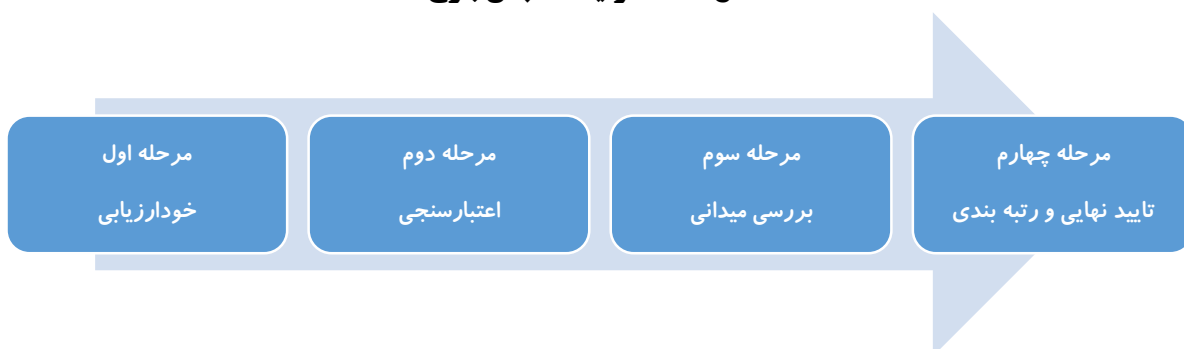 مرحله اول
خودارزیابی
مرحله دوم
اعتبارسنجی
مرحله سوم
بررسی میدانی
مرحله چهارم
تایید نهایی و رتبه بندی